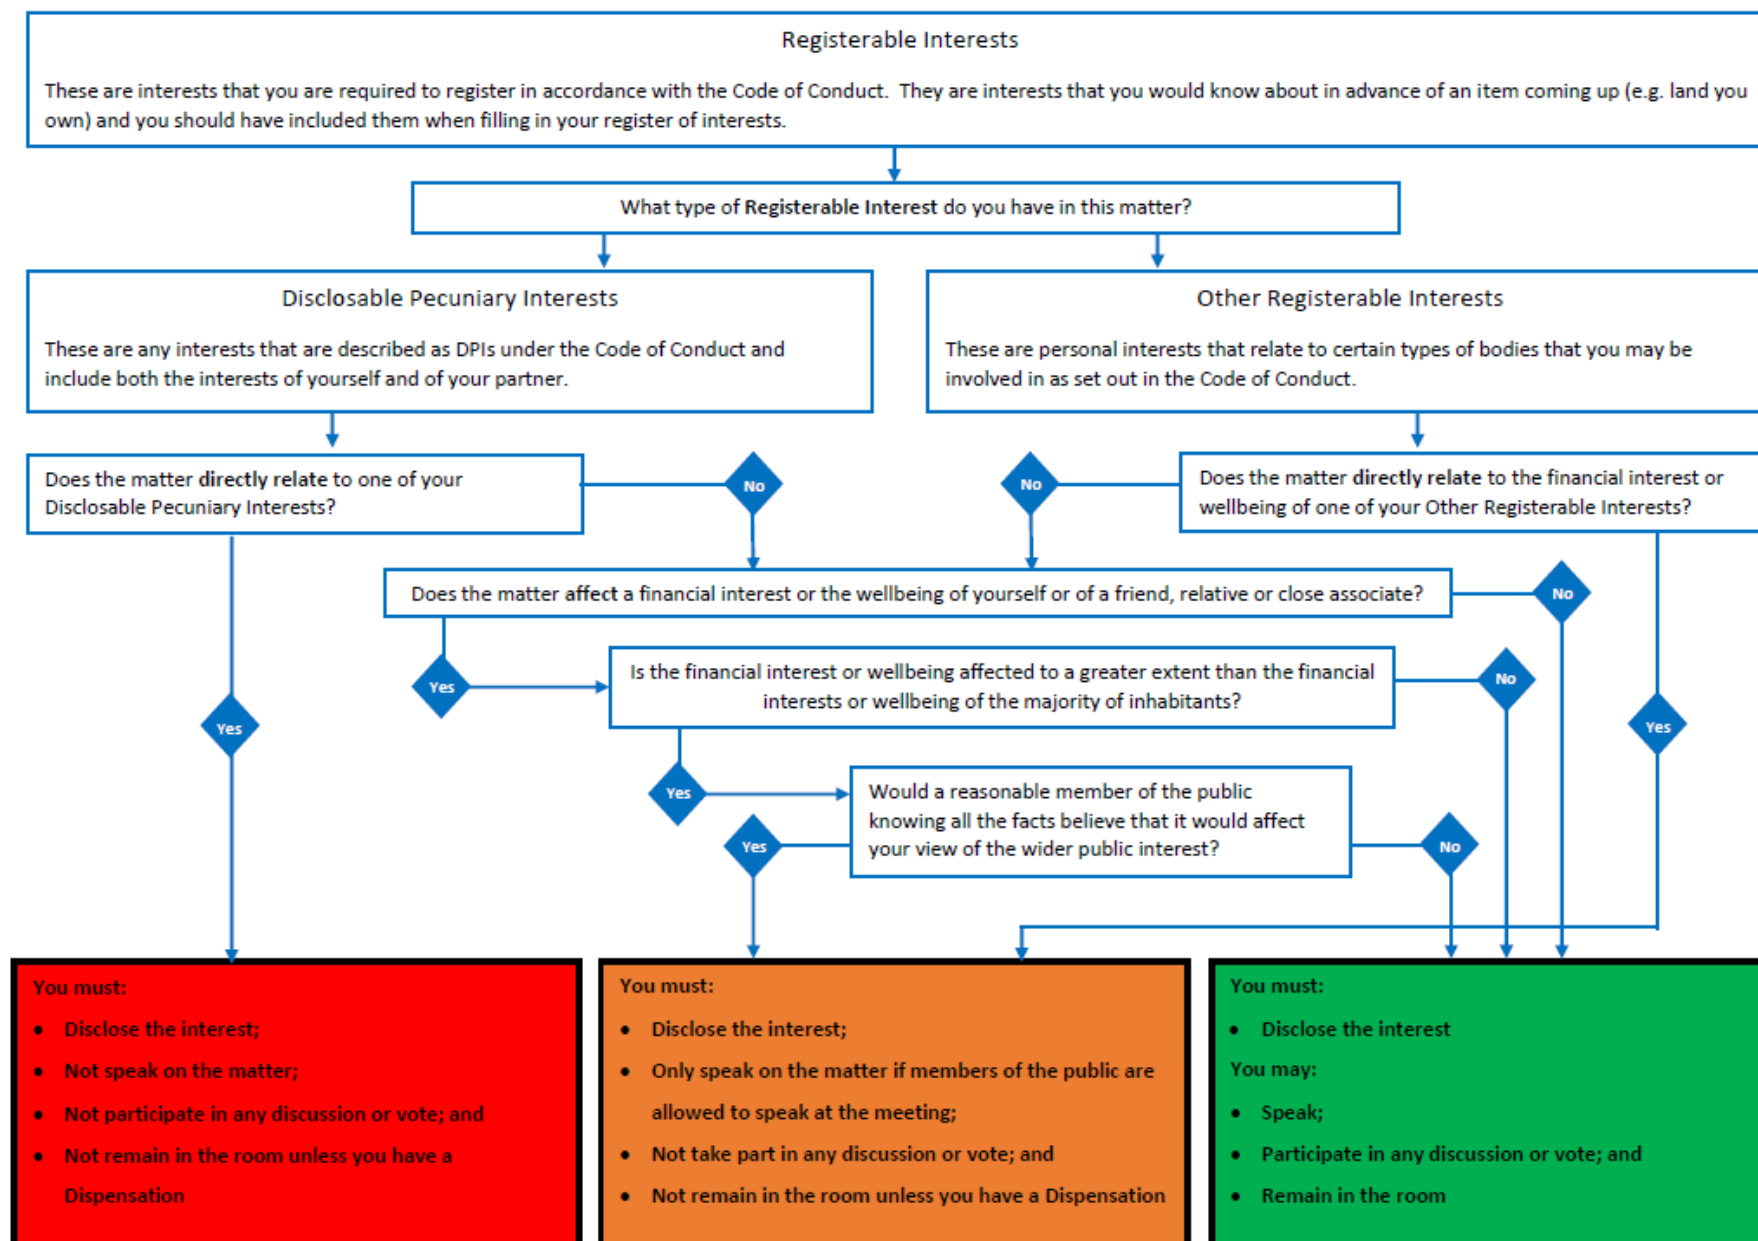 Registerable Interests
These are interests that you are required to register in accordance with the Code of Conduct. They are interests that you would know about in advance of an item coming up (e.g. land you
own) and you should have included them when filling in your register of interests.
What type of Registerable Interest do you have in this matter?
Disclosable Pecuniary Interests
These are any interests that are described as DPIs under the Code of Conduct and
include both the interests of yourself and of your partner.
Other Registerable Interests
These are personal interests that relate to certain types of bodies that you may be
involved in as set out in the Code of Conduct.
Does the matter directly relate to one of your
Disclosable Pecuniary Interests?
No
No
Does the matter directly relate to the financial interest or
wellbeing of one of your Other Registerable Interests?
Does the matter affect a financial interest or the wellbeing of yourself or of a friend, relative or close associate?
No
Yes
Is the financial interest or wellbeing affected to a greater extent than the financial
interests or wellbeing of the majority of inhabitants?
No
Yes
Yes
Yes
Would a reasonable member of the public
knowing all the facts believe that it would affect
your view of the wider public interest?
Yes
No
You must:
• Disclose the interest;
• Not speak on the matter;
• Not participate in any discussion or vote; and
• Not remain in the room unless you have a
Dispensation
You must:
• Disclose the interest;
• Only speak on the matter if members of the public are
allowed to speak at the meeting;
• Not take part in any discussion or vote; and
• Not remain in the room unless you have a Dispensation
You must:
• Disclose the interest
You may:
• Speak;
• Participate in any discussion or vote; and
• Remain in the room